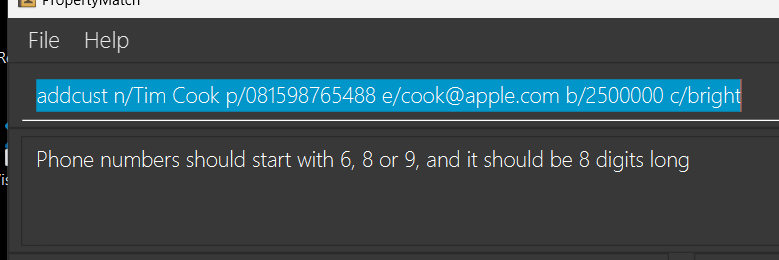 PropertyMatch
File Help
addcust n/Tim Cook p/081598765488 e/cook@apple.com b/2500000 c/bright
Phone numbers should start with 6, 8 or 9, and it should be 8 digits long